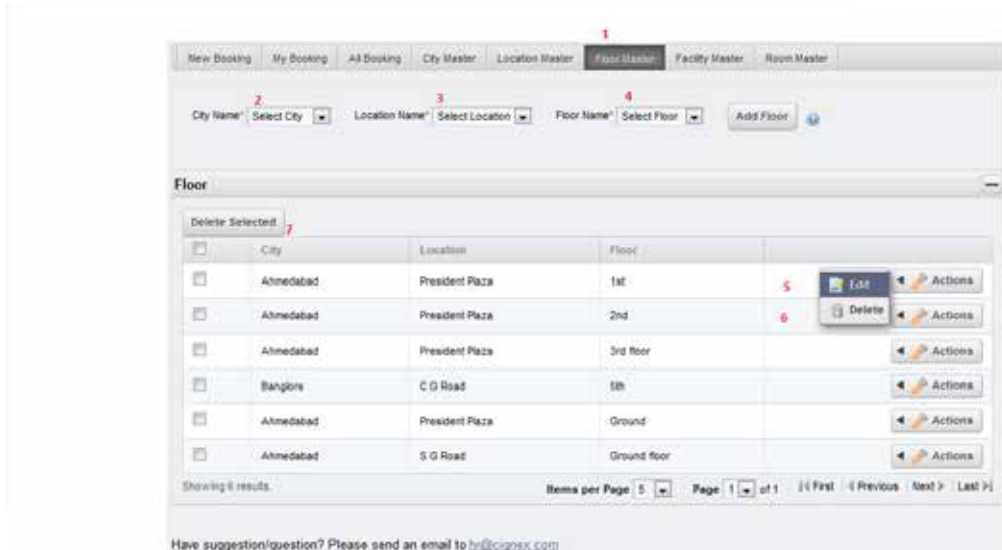 1
New Booking My Booking All Booking City Master Location Master Floor Master Facility Master Room Master
2 3 4
City Name* Select City Location Name* Select Location Floor Name* Select Floor Add Floor
Floor
Delete Selected 7
City Location Floor
Ahmedabad President Plaza 1st 5 Edit Actions
Ahmedabad President Plaza 2nd 6 Delete Actions
Ahmedabad President Plaza 3rd floor Actions
Banglore C G Road 5th Actions
Ahmedabad President Plaza Ground Actions
Ahmedabad S G Road Ground floor Actions
Showing 6 results. Items per Page 5 Page 1 of 1 First Previous Next Last
Have suggestion/question? Please send an email to hr@cignex.com